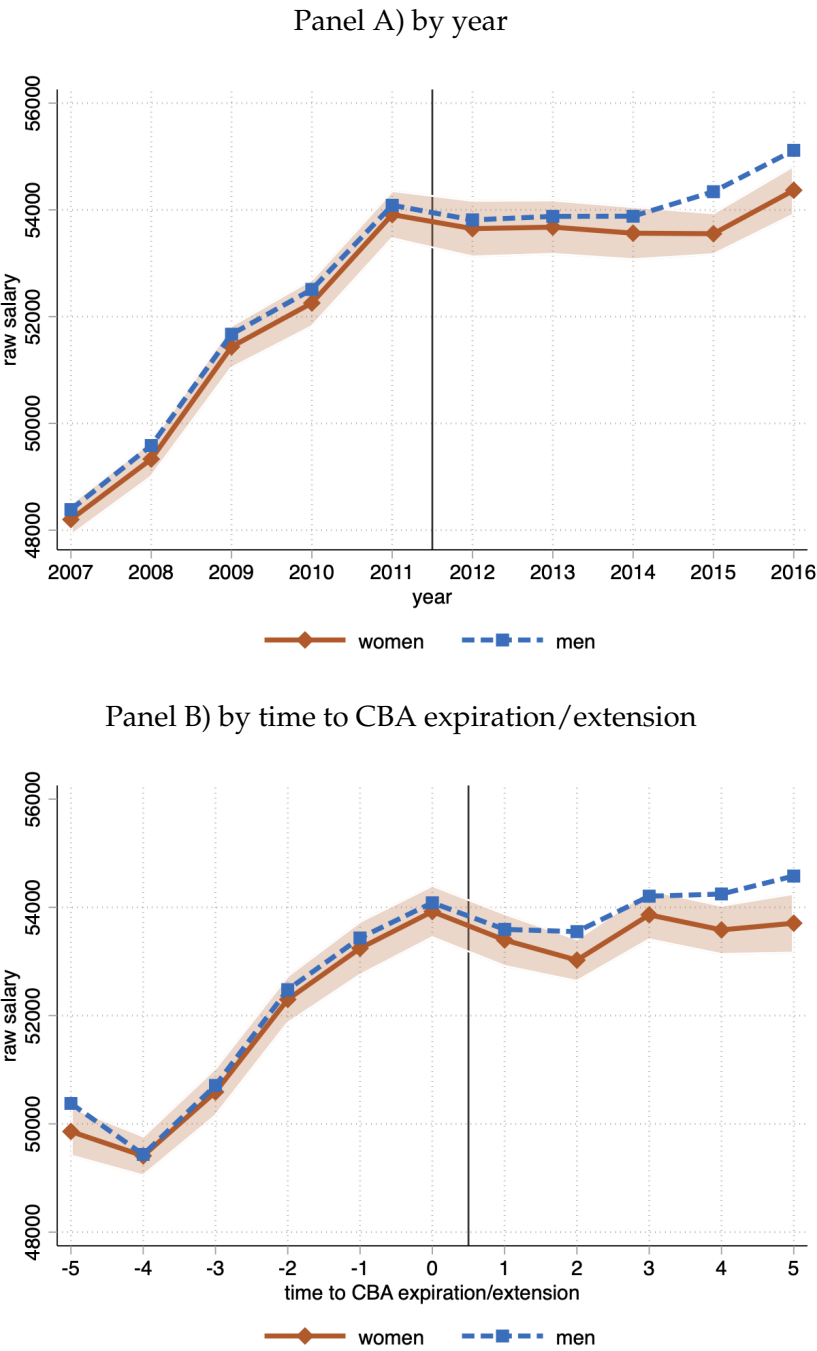 Panel A) by year
56000
54000
52000
50000
48000
raw salary
2007 2008 2009 2010 2011 2012 2013 2014 2015 2016
year
women men
Panel B) by time to CBA expiration/extension
56000
54000
52000
50000
48000
raw salary
-5 -4 -3 -2 -1 0 1 2 3 4 5
time to CBA expiration/extension
women men